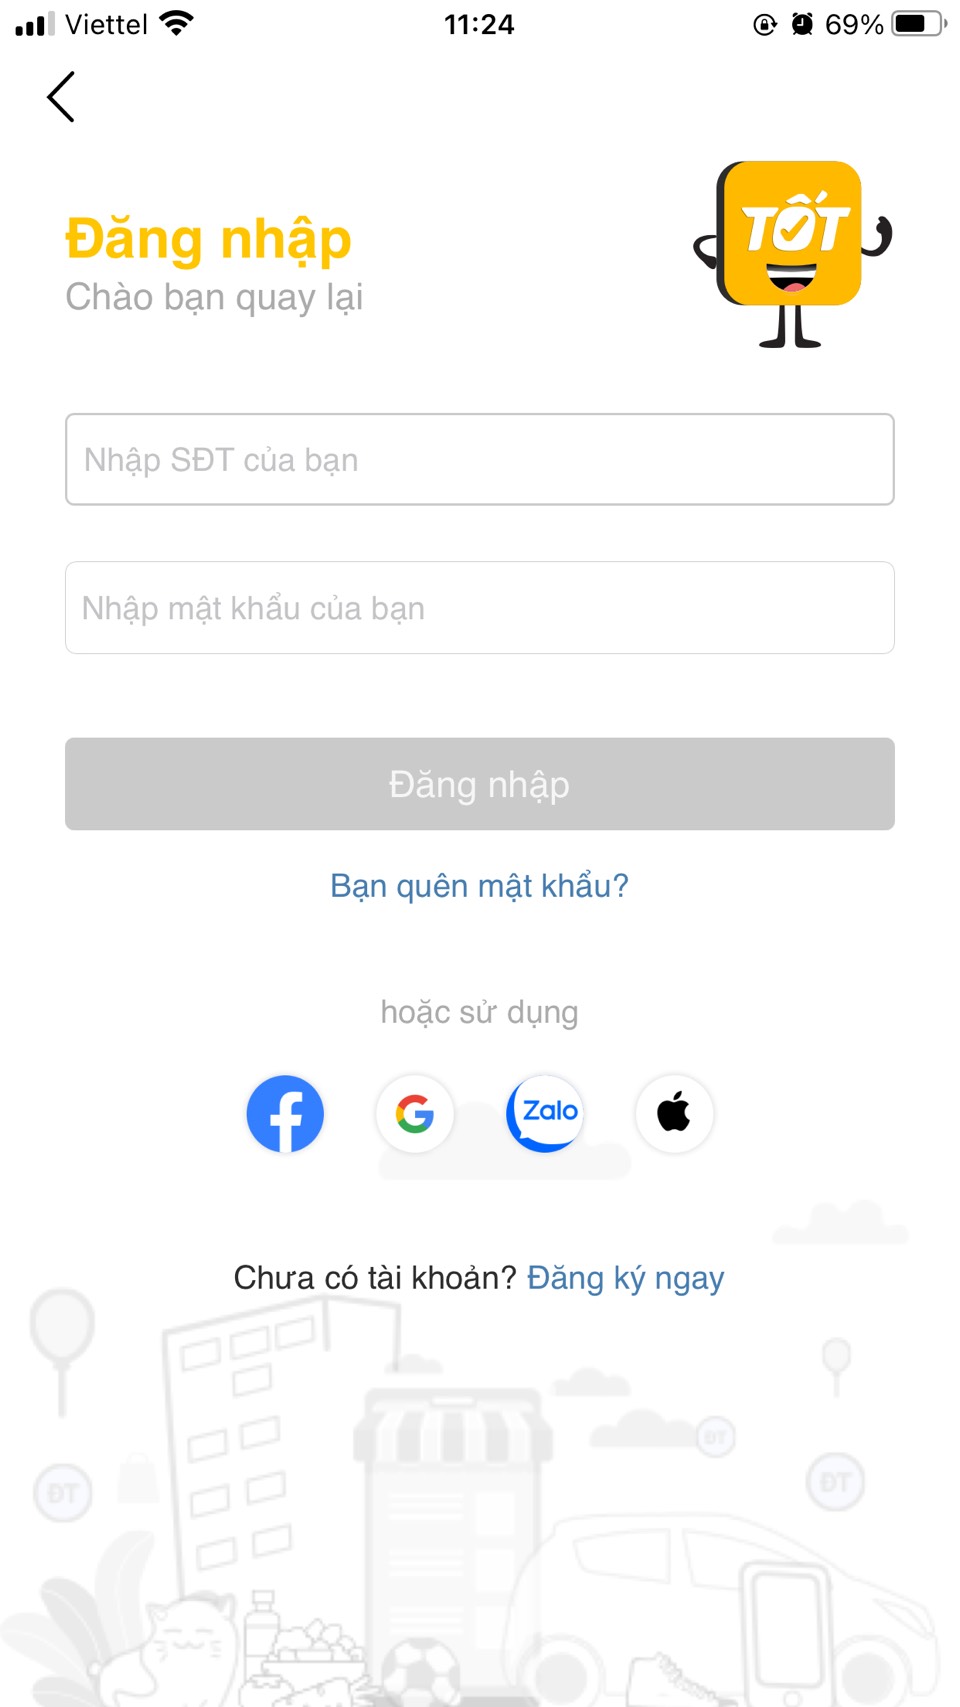 Viettel 11:24 69%
Đăng nhập
Chào bạn quay lại
TỐT
Nhập SĐT của bạn
Nhập mật khẩu của bạn
Đăng nhập
Bạn quên mật khẩu?
hoặc sử dụng
Zalo
Chưa có tài khoản? Đăng ký ngay
ĐT
ĐT
ĐT